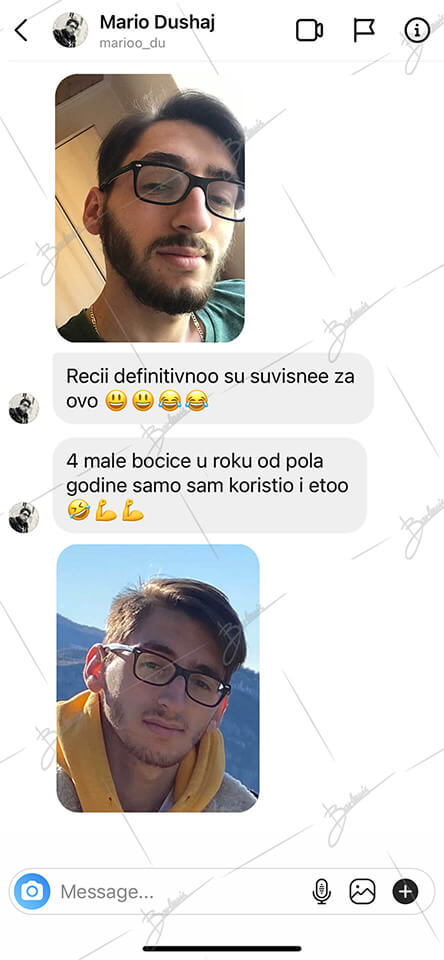 Mario Dushaj
marioo_du
Recii definitivnoo su suvisnee za
ovo 😃😃😂😂
4 male bocice u roku od pola
godine samo sam koristio i etoo
🤣💪💪
Message...